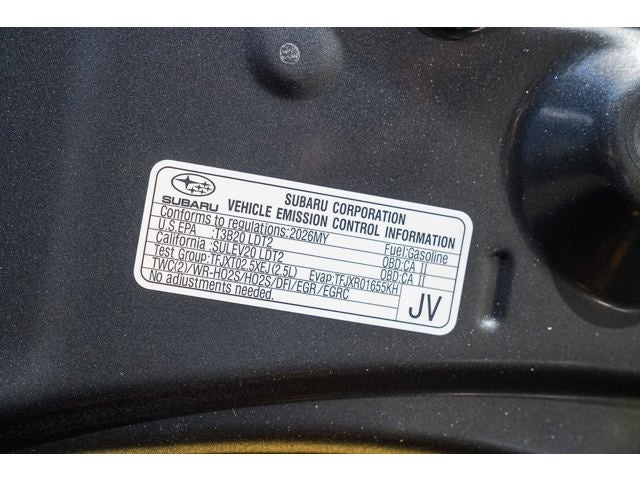 SUBARU
SUBARU CORPORATION
VEHICLE EMISSION CONTROL INFORMATION
Conforms to regulations:2026MY Fuel:Gasoline
U.S.EPA :T3B20 LDT2 OBD:CA II
California :SULEV20 LDT2 OBD:CA II
Test Group:TFJXT02.5XEJ(2.5L) Evap:TFJXR01655KH
TWC(2)/WR-HO2S/HO2S/DFI/EGR/EGRC
No adjustments needed.
JV